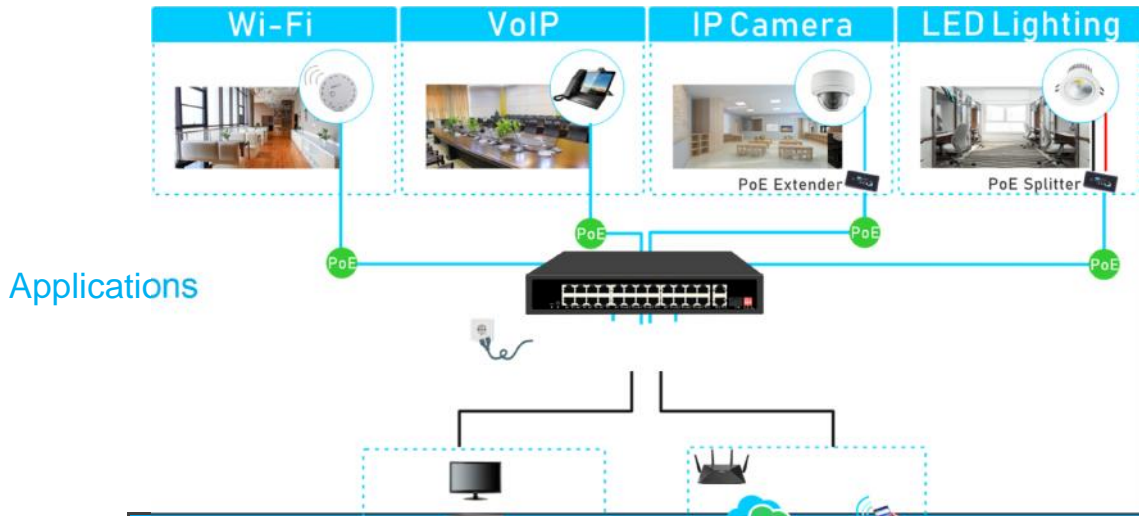 Wi-Fi
VoIP
IP Camera
LED Lighting
PoE Extender
PoE Splitter
PoE
PoE
PoE
PoE
Applications